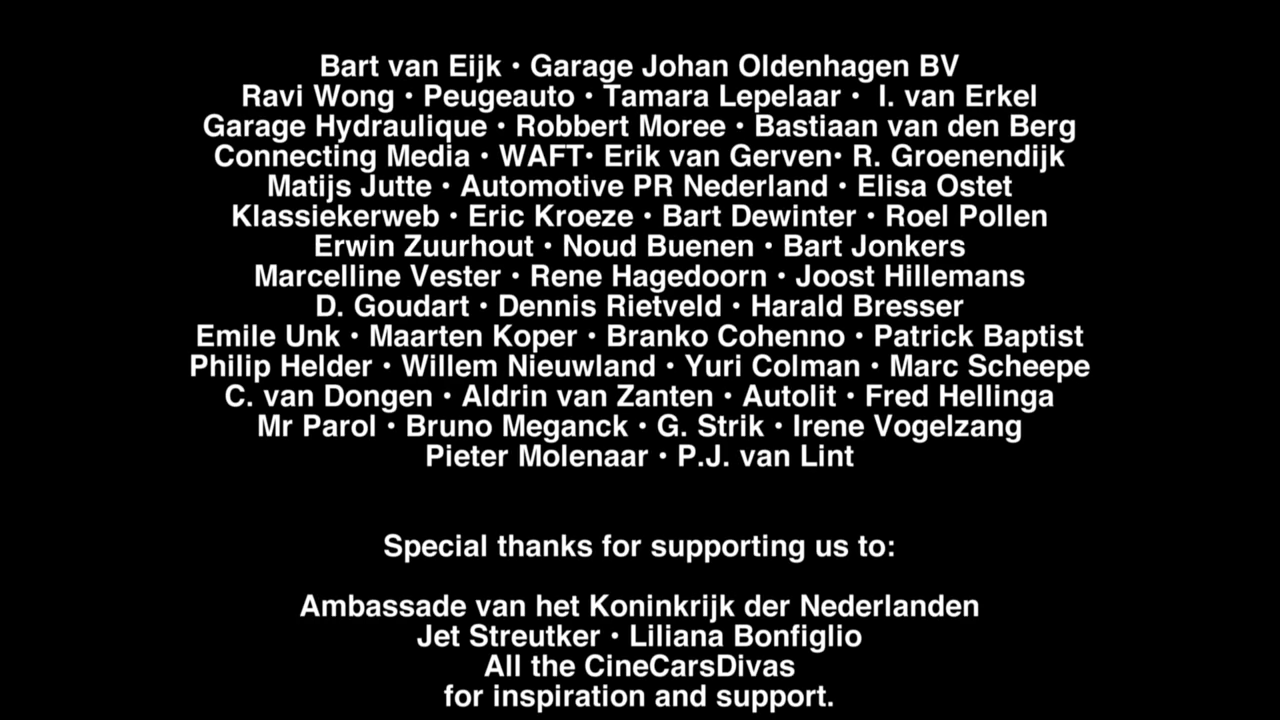 Bart van Eijk • Garage Johan Oldenhagen BV
Ravi Wong • Peugeauto • Tamara Lepelaar • I. van Erkel
Garage Hydraulique • Robbert Moree • Bastiaan van den Berg
Connecting Media • WAFT• Erik van Gerven• R. Groenendijk
Matijs Jutte • Automotive PR Nederland • Elisa Ostet
Klassiekerweb • Eric Kroeze • Bart Dewinter • Roel Pollen
Erwin Zuurhout • Noud Buenen • Bart Jonkers
Marcelline Vester • Rene Hagedoorn • Joost Hillemans
D. Goudart • Dennis Rietveld • Harald Bresser
Emile Unk • Maarten Koper • Branko Cohenno • Patrick Baptist
Philip Helder • Willem Nieuwland • Yuri Colman • Marc Scheepe
C. van Dongen • Aldrin van Zanten • Autolit • Fred Hellinga
Mr Parol • Bruno Meganck • G. Strik • Irene Vogelzang
Pieter Molenaar • P.J. van Lint
Special thanks for supporting us to:
Ambassade van het Koninkrijk der Nederlanden
Jet Streutker • Liliana Bonfiglio
All the CineCarsDivas
for inspiration and support.